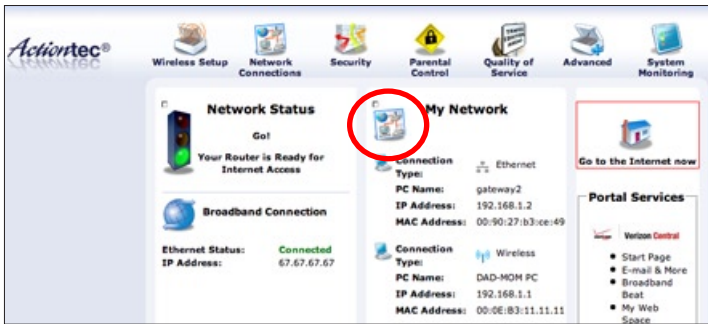 Actiontec®
Wireless Setup
Network Connections
Security
Parental Control
Quality of Service
Advanced
System Monitoring
Network Status
Go!
Your Router is Ready for
Internet Access
Broadband Connection
Ethernet Status: Connected
IP Address: 67.67.67.67
My Network
Connection Type: Ethernet
PC Name: gateway2
IP Address: 192.168.1.2
MAC Address: 00:90:27:b3:ce:49
Connection Type: Wireless
PC Name: DAD-MOM PC
IP Address: 192.168.1.1
MAC Address: 00:0E:B3:11.11.11
Go to the Internet now
Portal Services
Verizon Central
Start Page
E-mail & More
Broadband Beat
My Web Space